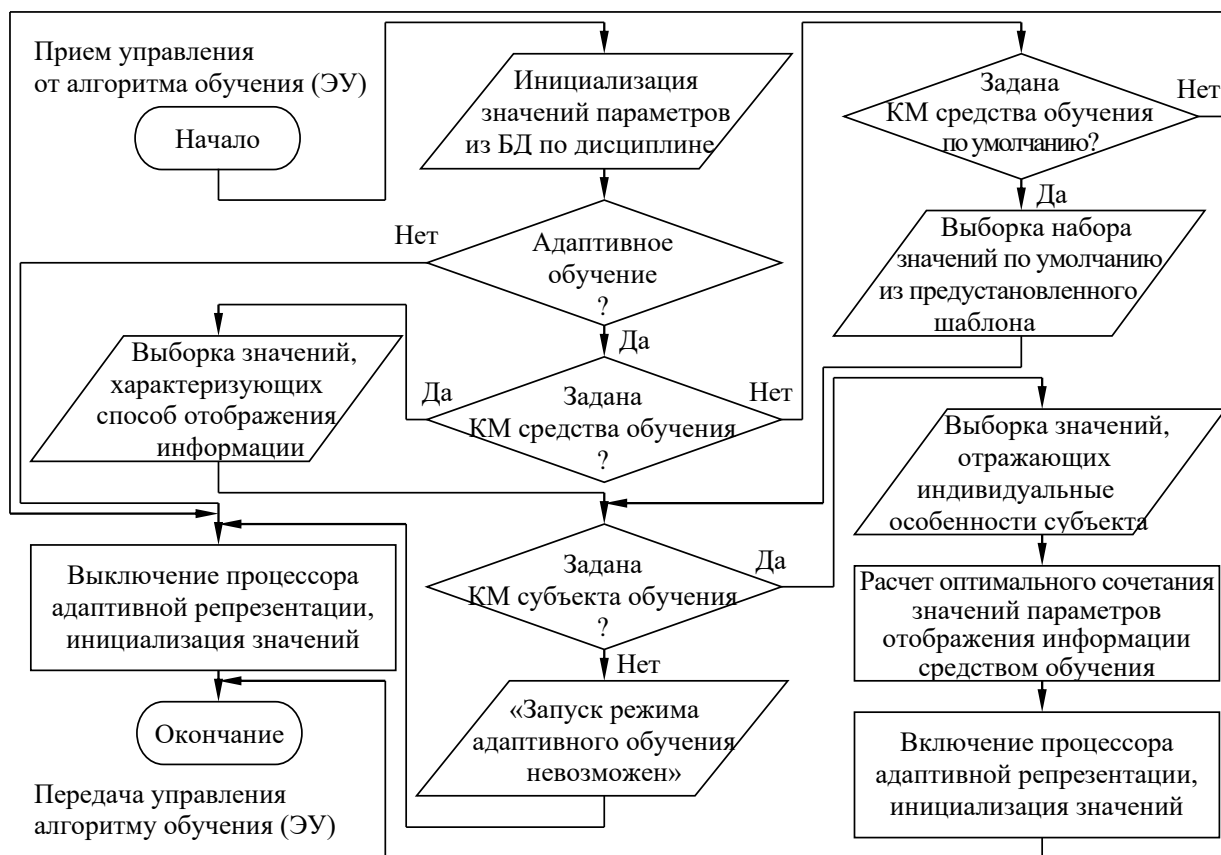 Прием управления
от алгоритма обучения (ЭУ)
Начало
Инициализация
значений параметров
из БД по дисциплине
Задана
КМ средства обучения
по умолчанию?
Нет
Да
Выборка набора
значений по умолчанию
из предустановленного
шаблона
Нет
Адаптивное
обучение
?
Да
Выборка значений,
характеризующих
способ отображения
информации
Да
Задана
КМ средства обучения
?
Нет
Выборка значений,
отражающих
индивидуальные
особенности субъекта
Задана
КМ субъекта обучения
?
Да
Нет
Выключение процессора
адаптивной репрезентации,
инициализация значений
Расчет оптимального сочетания
значений параметров
отображения информации
средством обучения
Окончание
«Запуск режима
адаптивного обучения
невозможен»
Включение процессора
адаптивной репрезентации,
инициализация значений
Передача управления
алгоритму обучения (ЭУ)